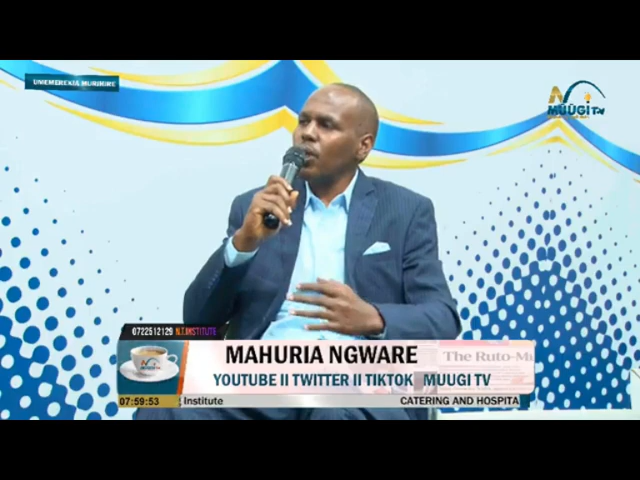 UMEMEREKIA MURIRIRE
MUUGI TV
0722512129 N.T.INSTITUTE
MAHURIA NGWARE
The Ruto-Mu
YOUTUBE II TWITTER II TIKTOK MUUGI TV
07:59:53
Institute
CATERING AND HOSPITA